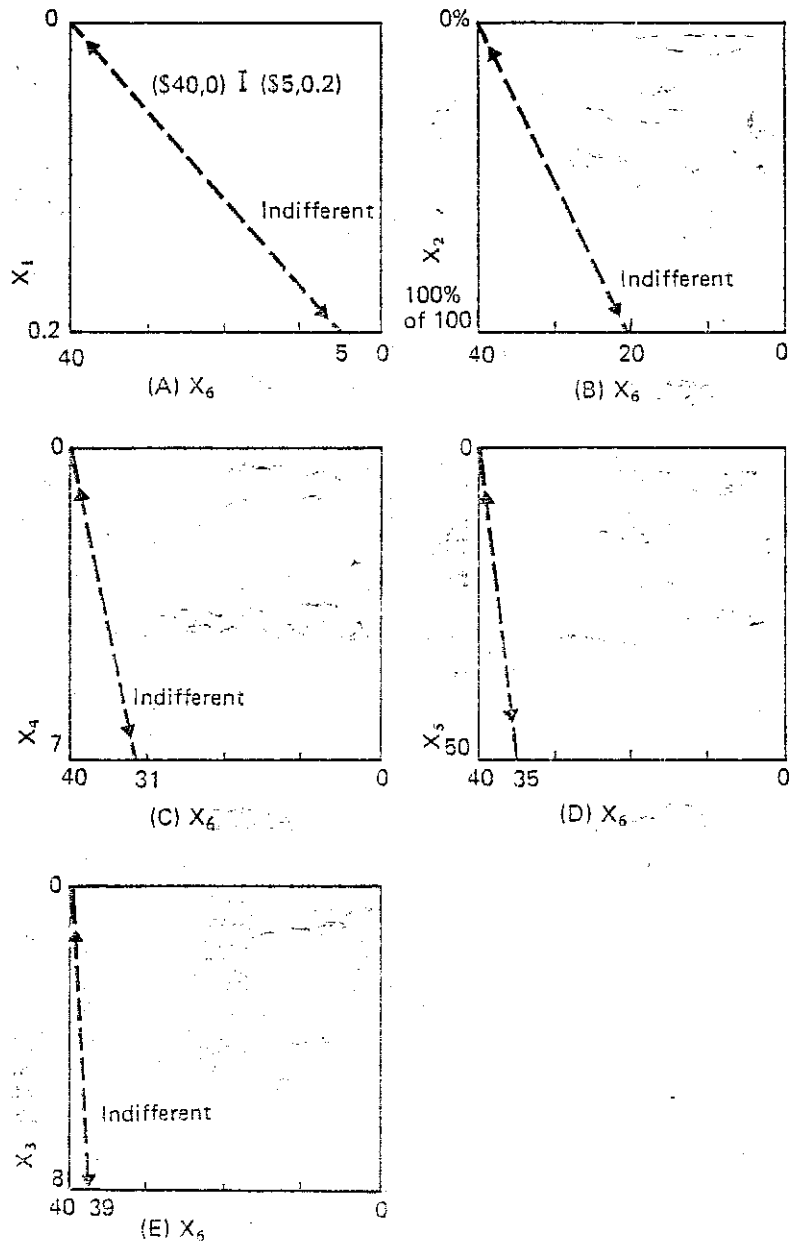 0
($40,0) I ($5,0.2)
Indifferent
X₁
0.2
40 5 0
(A) X₆
0%
X₂
Indifferent
100%
of 100
40 20 0
(B) X₆
0
Indifferent
X₄
7
40 31 0
(C) X₆
0
X₅
50
40 35 0
(D) X₆
0
Indifferent
X₃
8
40 39 0
(E) X₆